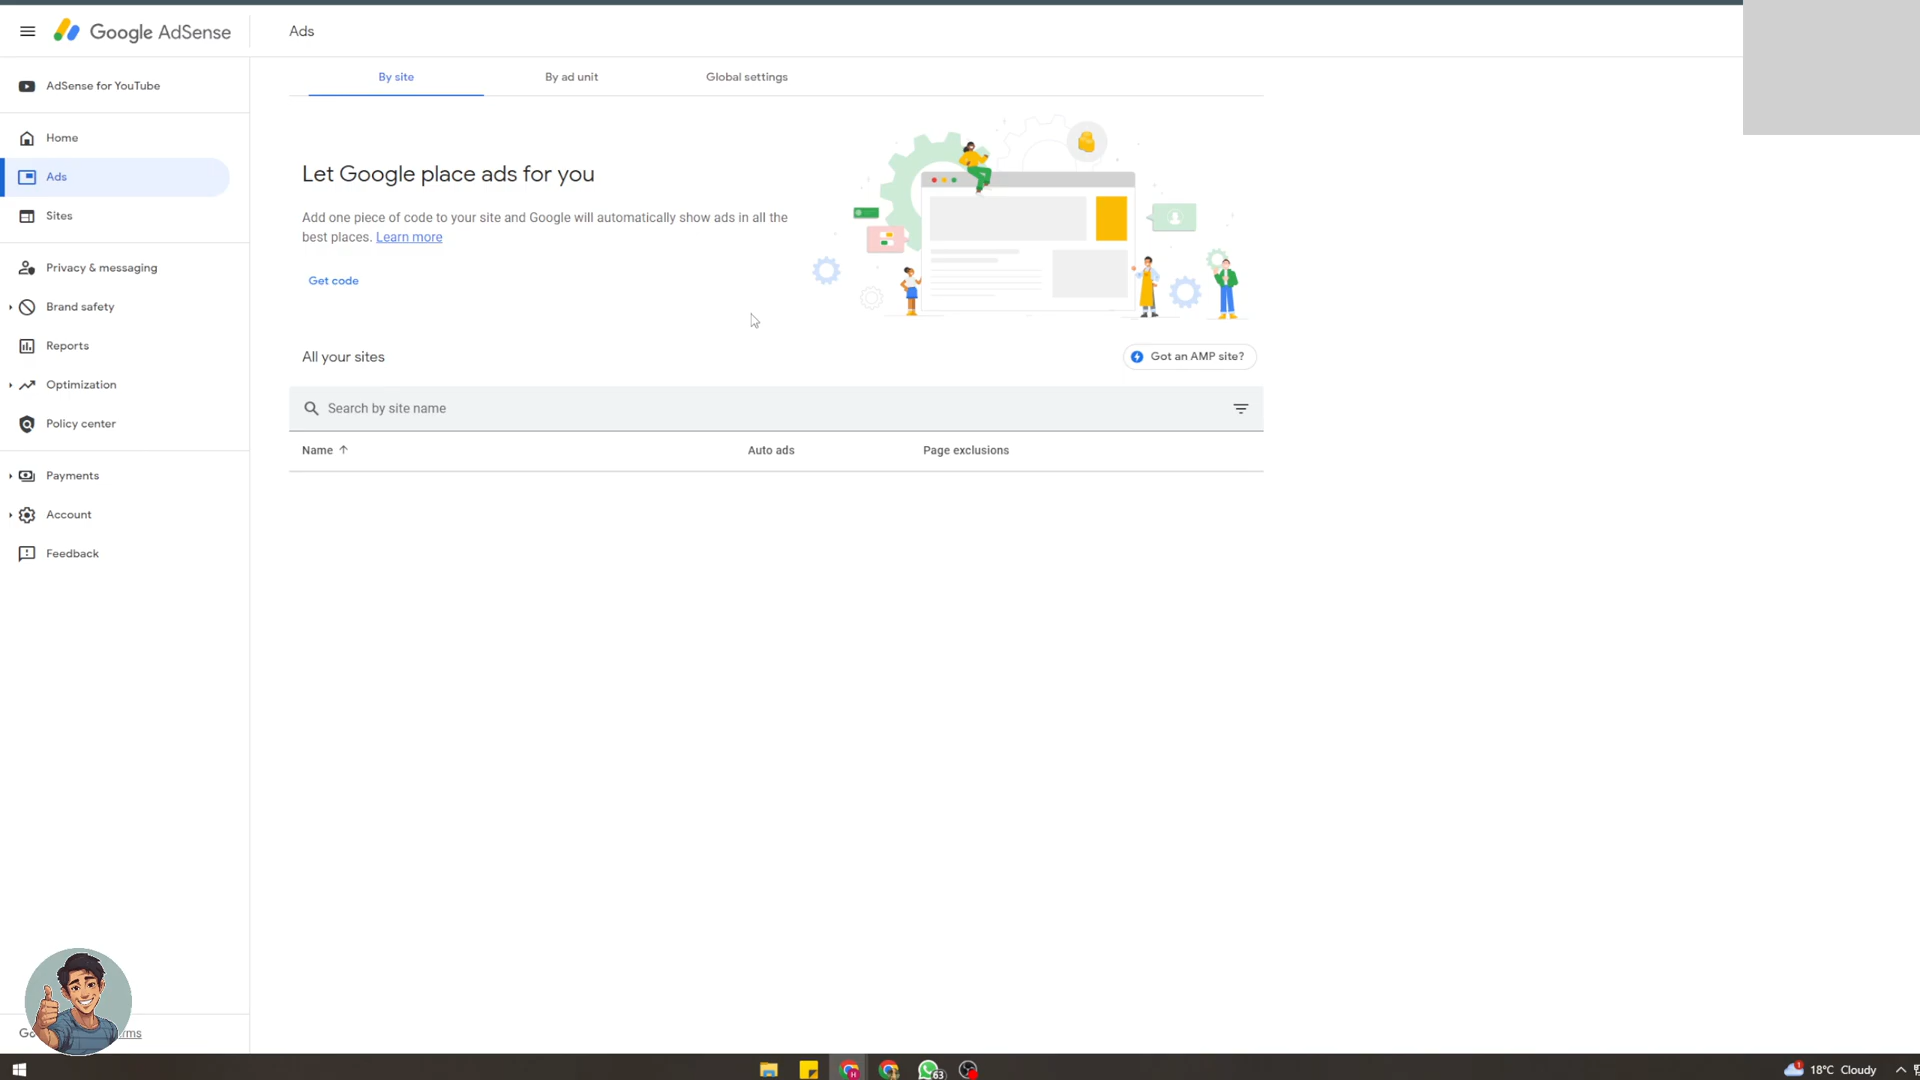 Google AdSense
Ads
AdSense for YouTube
Home
Ads
Sites
Privacy & messaging
Brand safety
Reports
Optimization
Policy center
Payments
Account
Feedback
By site
By ad unit
Global settings
Let Google place ads for you
Add one piece of code to your site and Google will automatically show ads in all the
best places. Learn more
Get code
All your sites
Got an AMP site?
Search by site name
Name
Auto ads
Page exclusions
63
1
18°C Cloudy